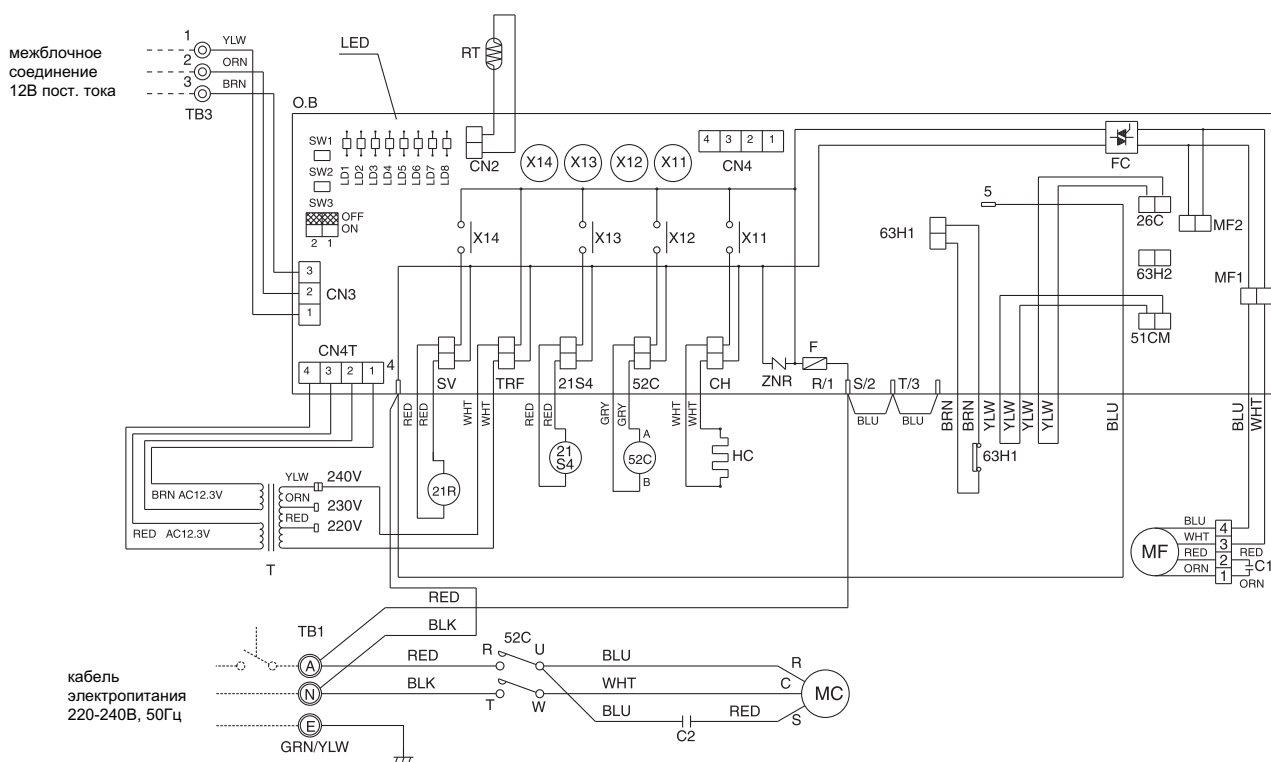 межблочное
соединение
12В пост. тока
1
YLW
2
ORN
3
BRN
TB3
LED
RT
O.B
SW1
SW2
SW3
OFF
ON
2 1
LD1
LD2
LD3
LD4
LD5
LD6
LD7
LD8
CN2
X14
X13
X12
X11
4 3 2 1
CN4
FC
5
26C
MF2
63H1
63H2
MF1
51CM
X14
X13
X12
X11
3
2
1
CN3
CN4T
4 3 2 1
4
SV
TRF
21S4
52C
CH
ZNR
F
R/1
S/2
T/3
BLU
BLU
RED
RED
WHT
WHT
RED
RED
GRY
GRY
WHT
WHT
BRN
BRN
YLW
YLW
YLW
YLW
BLU
BLU
WHT
21R
21
S4
A
52C
B
HC
63H1
YLW
240V
ORN
230V
RED
220V
BRN AC12.3V
RED AC12.3V
T
MF
BLU
WHT
RED
ORN
4
3
2
1
RED
C1
ORN
RED
BLK
TB1
A
N
E
GRN/YLW
кабель
электропитания
220-240В, 50Гц
RED
BLK
R
52C
U
T
W
BLU
WHT
BLU
C2
RED
R
C
S
MC